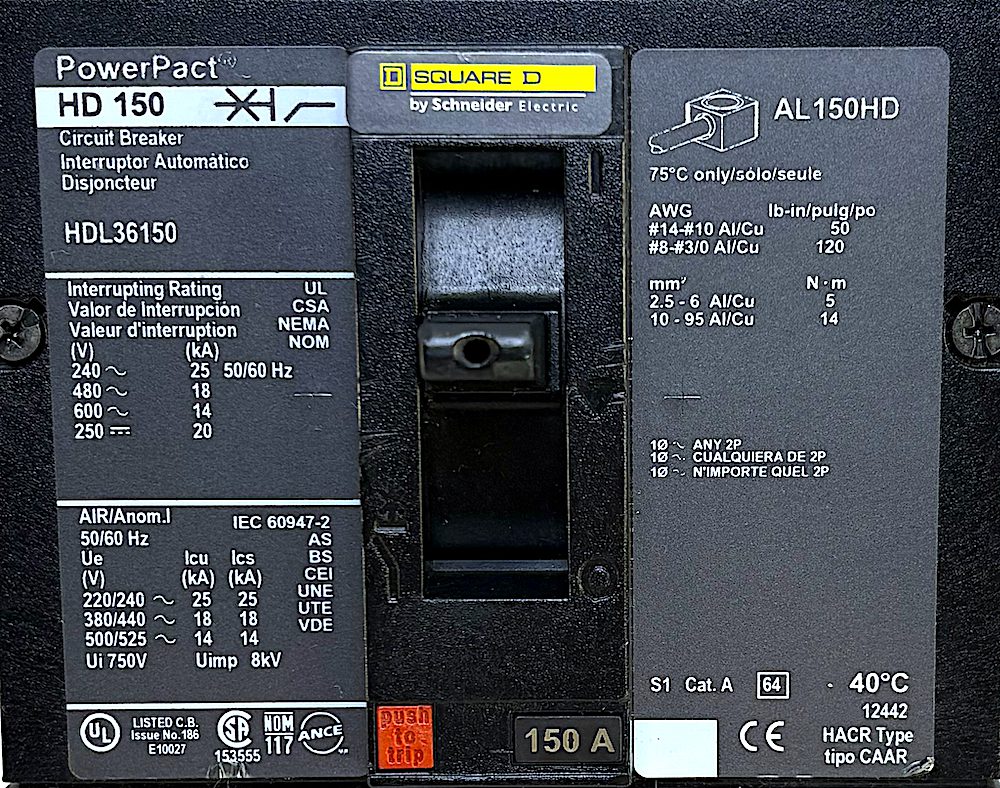 PowerPact
HD 150
Circuit Breaker
Interruptor Automático
Disjoncteur
HDL36150
Interrupting Rating UL
Valor de Interrupción CSA
Valeur d'interruption NEMA
NOM
(V) (kA)
240 ~ 25 50/60 Hz
480 ~ 18
600 ~ 14
250 ⎓ 20
AIR/Anom.I IEC 60947-2
50/60 Hz AS
Ue Icu Ics BS
(V) (kA) (kA) CEI
220/240 ~ 25 25 UNE
380/440 ~ 18 18 UTE
500/525 ~ 14 14 VDE
Ui 750V Uimp 8kV
UL
LISTED C.B.
Issue No.186
E10027
SA
153555
NOM
117
ANCE
SQUARE D
by Schneider Electric
I
O
push
to
trip
150 A
AL150HD
75°C only/sólo/seule
AWG lb-in/pulg/po
#14-#10 Al/Cu 50
#8-#3/0 Al/Cu 120
mm² N·m
2.5 - 6 Al/Cu 5
10 - 95 Al/Cu 14
1Ø ~ ANY 2P
1Ø ~ CUALQUIERA DE 2P
1Ø ~ N'IMPORTE QUEL 2P
S1 Cat. A 64 - 40°C
12442
CE
HACR Type
tipo CAAR